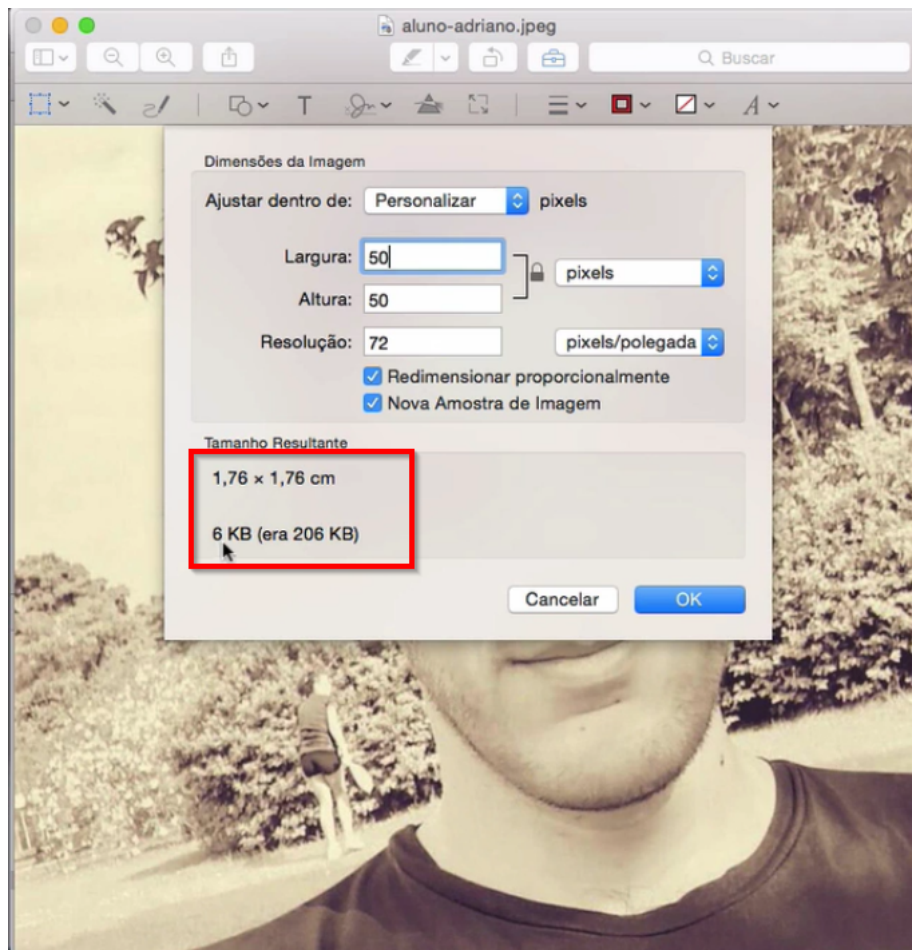 aluno-adriano.jpeg
Buscar
T A
Dimensões da Imagem
Ajustar dentro de: Personalizar pixels
Largura: 50 pixels
Altura: 50
Resolução: 72 pixels/polegada
Redimensionar proporcionalmente
Nova Amostra de Imagem
Tamanho Resultante
1,76 × 1,76 cm
6 KB (era 206 KB)
Cancelar OK